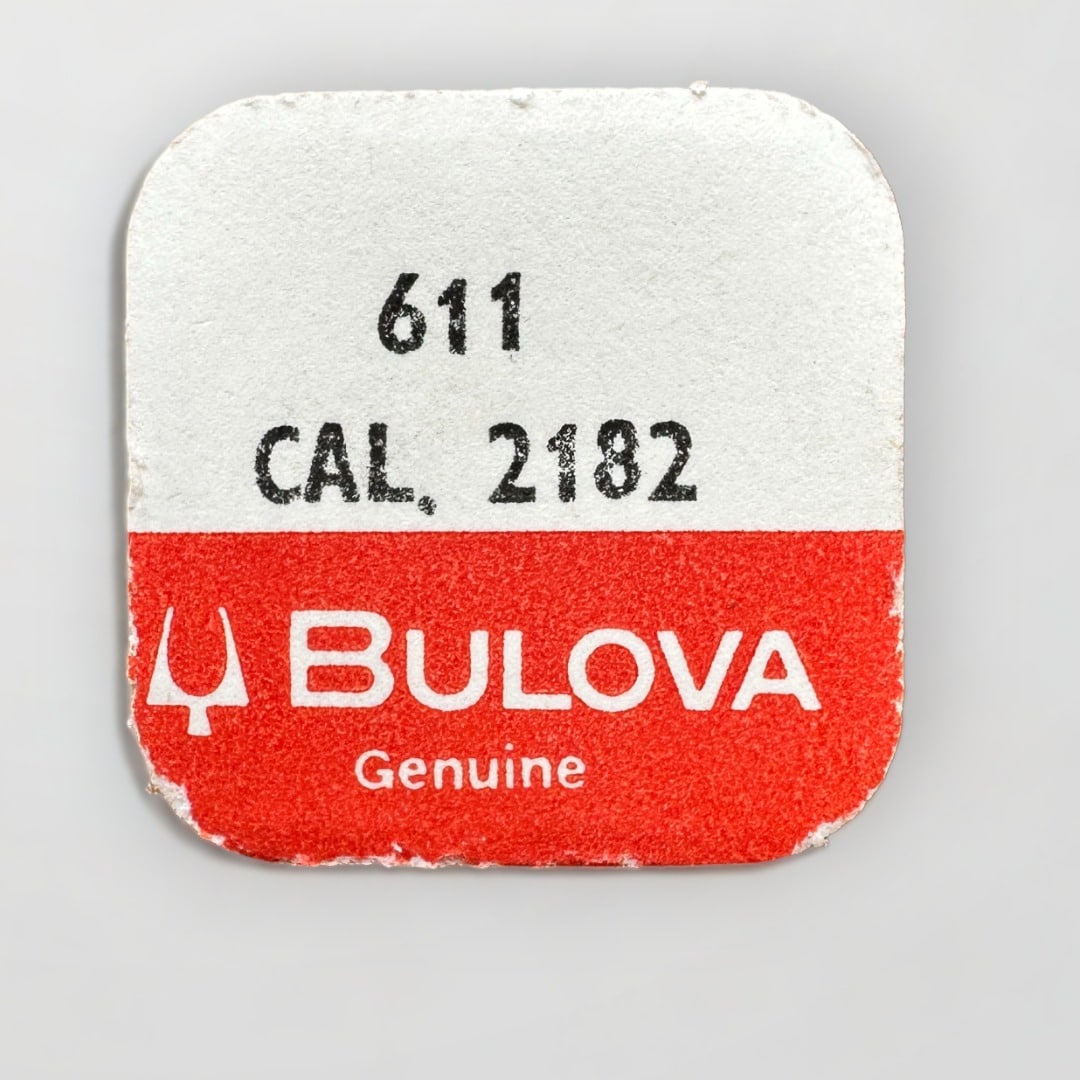 611
CAL. 2182
BULOVA
Genuine